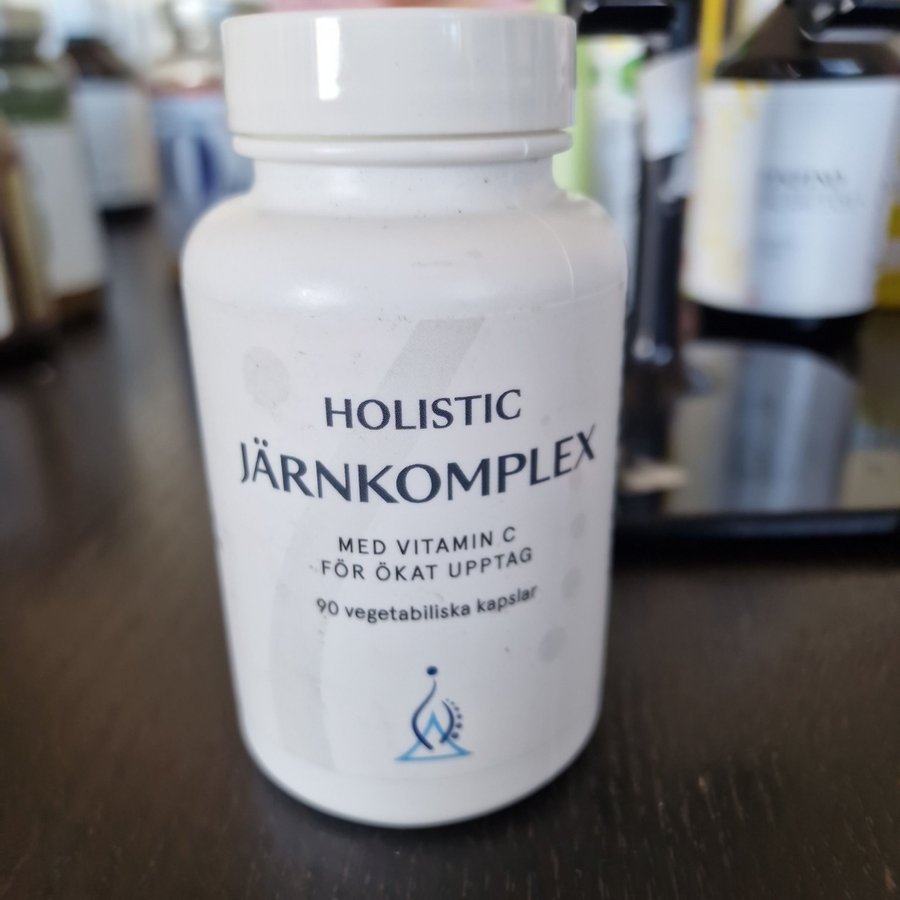 HOLISTIC
JÄRNKOMPLEX
MED VITAMIN C
FÖR ÖKAT UPPTAG
90 vegetabiliska kapslar